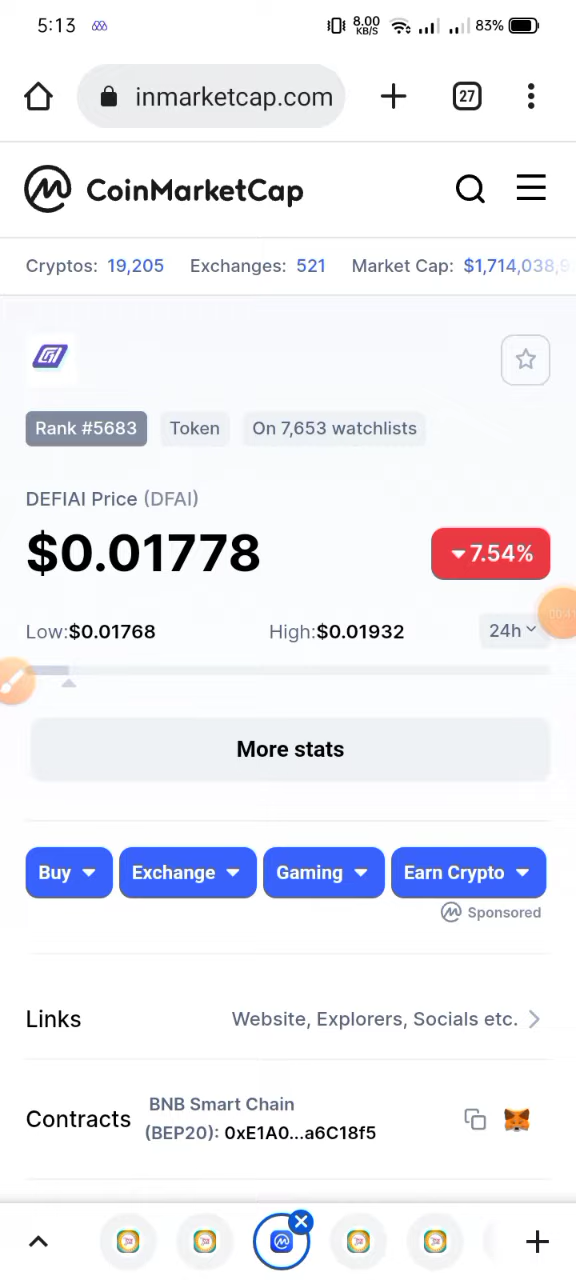 5:13 8.00 KB/S 83%
inmarketcap.com 27
CoinMarketCap
Cryptos: 19,205 Exchanges: 521 Market Cap: $1,714,038,9
Rank #5683 Token On 7,653 watchlists
DEFIAI Price (DFAI)
$0.01778 7.54%
Low:$0.01768 High:$0.01932 24h
More stats
Buy Exchange Gaming Earn Crypto
Sponsored
Links Website, Explorers, Socials etc.
Contracts BNB Smart Chain
(BEP20): 0xE1A0...a6C18f5